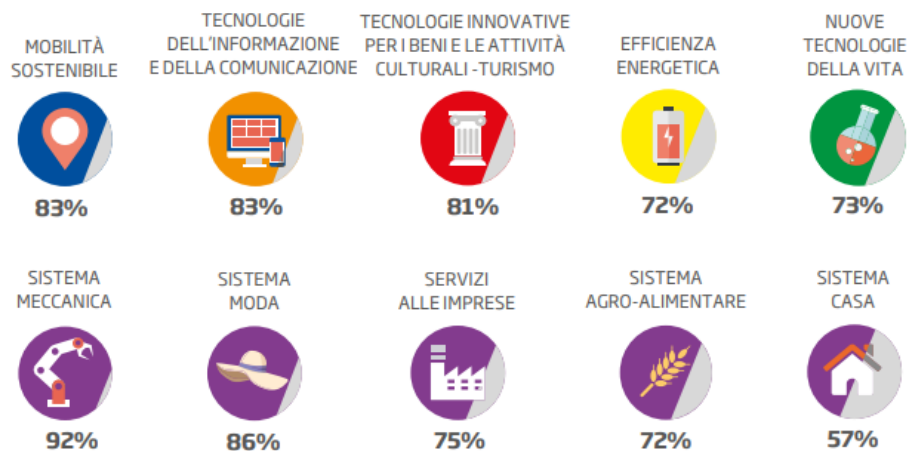 MOBILITÀ
SOSTENIBILE
83%
TECNOLOGIE
DELL'INFORMAZIONE
E DELLA COMUNICAZIONE
83%
TECNOLOGIE INNOVATIVE
PER I BENI E LE ATTIVITÀ
CULTURALI -TURISMO
81%
EFFICIENZA
ENERGETICA
72%
NUOVE
TECNOLOGIE
DELLA VITA
73%
SISTEMA
MECCANICA
92%
SISTEMA
MODA
86%
SERVIZI
ALLE IMPRESE
75%
SISTEMA
AGRO-ALIMENTARE
72%
SISTEMA
CASA
57%